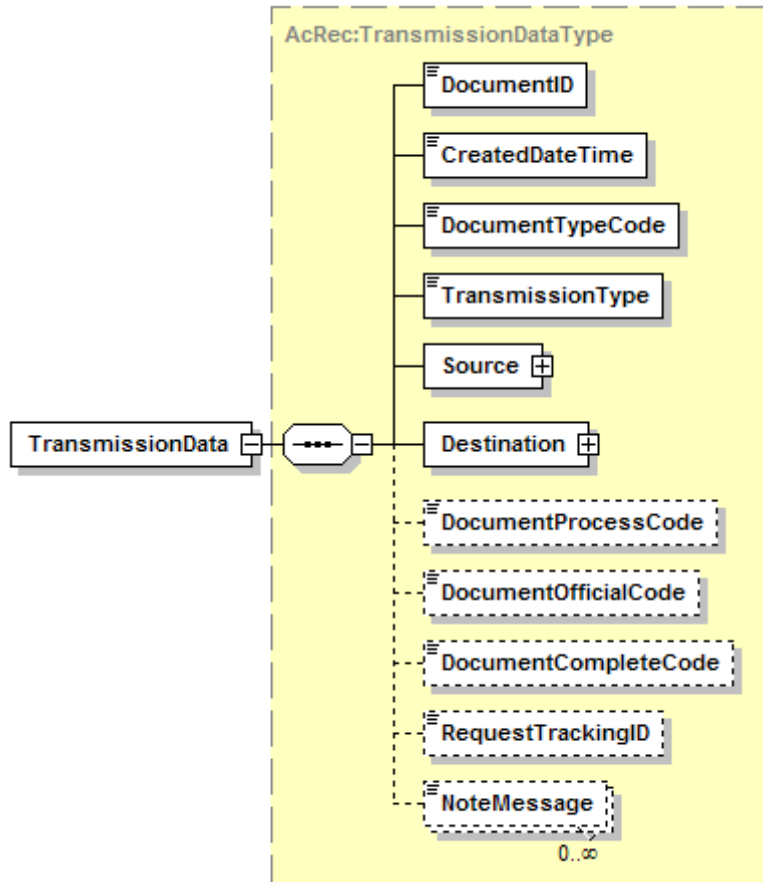 AcRec:TransmissionDataType
DocumentID
CreatedDateTime
DocumentTypeCode
TransmissionType
Source
TransmissionData
Destination
DocumentProcessCode
DocumentOfficialCode
DocumentCompleteCode
RequestTrackingID
NoteMessage
0..∞